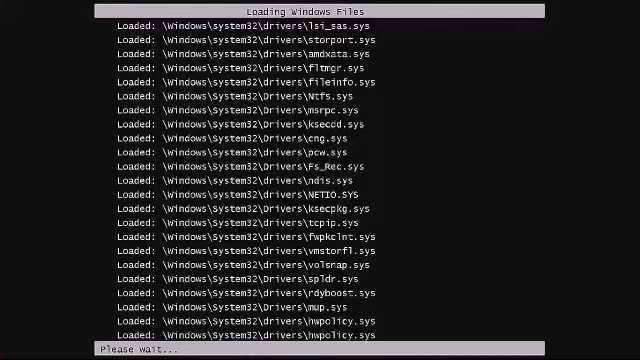 Loading Windows Files
Loaded: \Windows\system32\drivers\lsi_sas.sys
Loaded: \Windows\system32\drivers\storport.sys
Loaded: \Windows\system32\drivers\amdxata.sys
Loaded: \Windows\system32\drivers\fltmgr.sys
Loaded: \Windows\system32\drivers\fileinfo.sys
Loaded: \Windows\System32\Drivers\Ntfs.sys
Loaded: \Windows\System32\Drivers\msrpc.sys
Loaded: \Windows\System32\Drivers\ksecdd.sys
Loaded: \Windows\System32\Drivers\cng.sys
Loaded: \Windows\System32\drivers\pcw.sys
Loaded: \Windows\System32\Drivers\Fs_Rec.sys
Loaded: \Windows\system32\drivers\ndis.sys
Loaded: \Windows\system32\drivers\NETIO.SYS
Loaded: \Windows\System32\Drivers\ksecpkg.sys
Loaded: \Windows\System32\drivers\tcpip.sys
Loaded: \Windows\System32\drivers\fwpkclnt.sys
Loaded: \Windows\system32\drivers\vmstorfl.sys
Loaded: \Windows\system32\drivers\volsnap.sys
Loaded: \Windows\System32\Drivers\spldr.sys
Loaded: \Windows\System32\drivers\rdyboost.sys
Loaded: \Windows\System32\Drivers\mup.sys
Loaded: \Windows\System32\drivers\hwpolicy.sys
Loaded: \Windows\System32\drivers\hwpolicy.sys
Please wait...